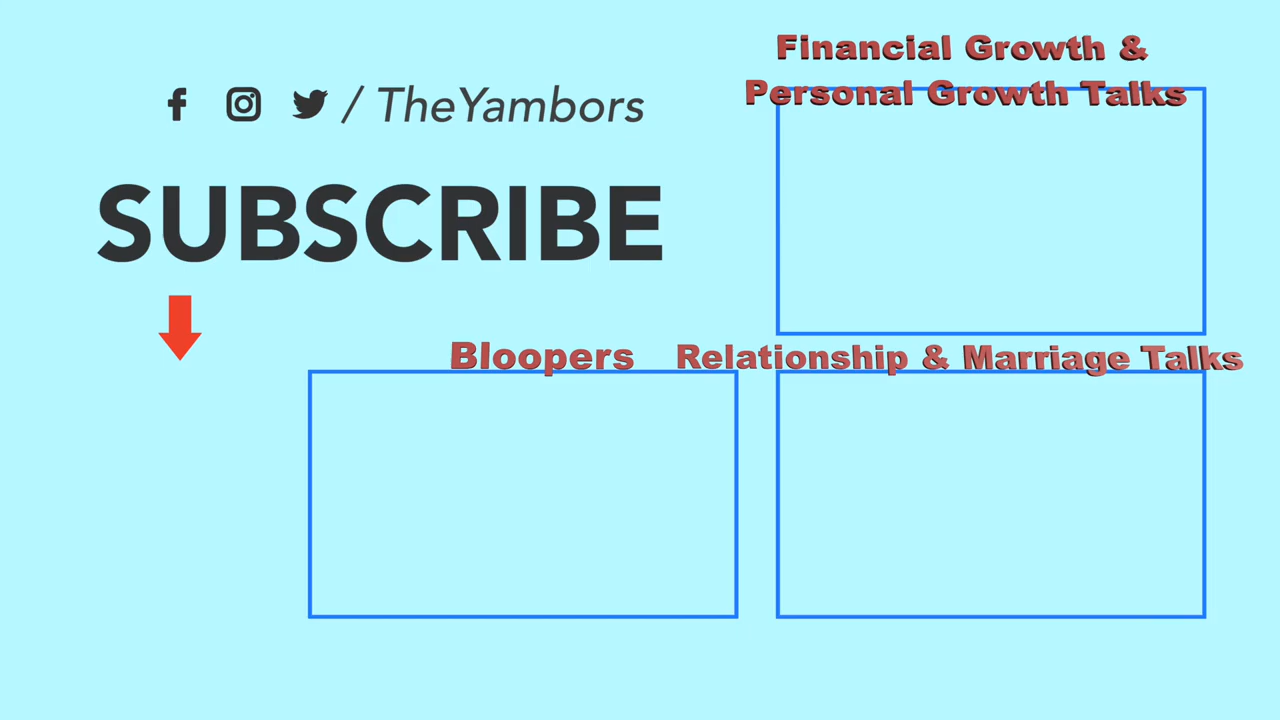 / TheYambors
SUBSCRIBE
Financial Growth &
Personal Growth Talks
Bloopers
Relationship & Marriage Talks